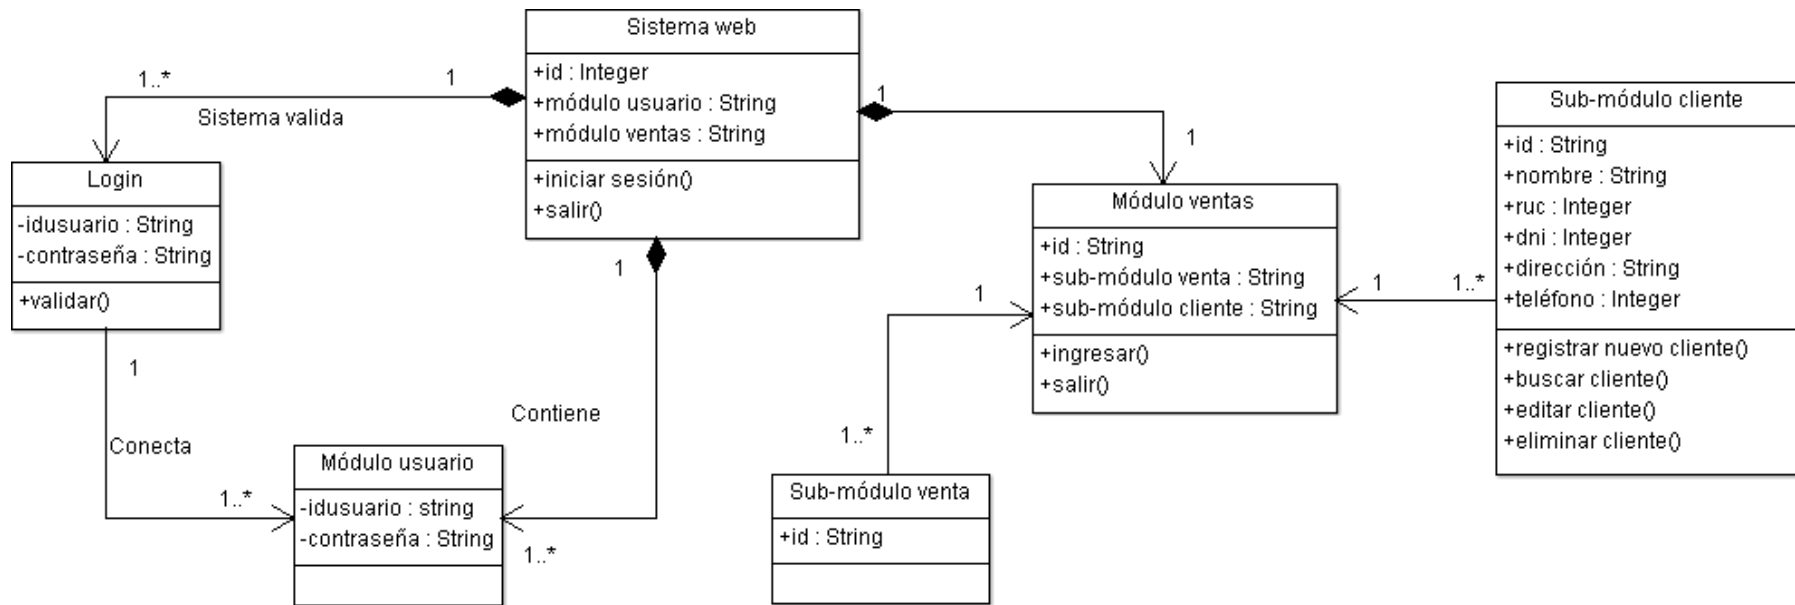 Sistema web
+id : Integer
+módulo usuario : String
+módulo ventas : String
+iniciar sesión()
+salir()
1..*
1
Sistema valida
1
1
1
Login
-idusuario : String
-contraseña : String
+validar()
1
Conecta
1..*
Contiene
1..*
Módulo usuario
-idusuario : string
-contraseña : String
Módulo ventas
+id : String
+sub-módulo venta : String
+sub-módulo cliente : String
+ingresar()
+salir()
1
1..*
1
1..*
Sub-módulo venta
+id : String
Sub-módulo cliente
+id : String
+nombre : String
+ruc : Integer
+dni : Integer
+dirección : String
+teléfono : Integer
+registrar nuevo cliente()
+buscar cliente()
+editar cliente()
+eliminar cliente()